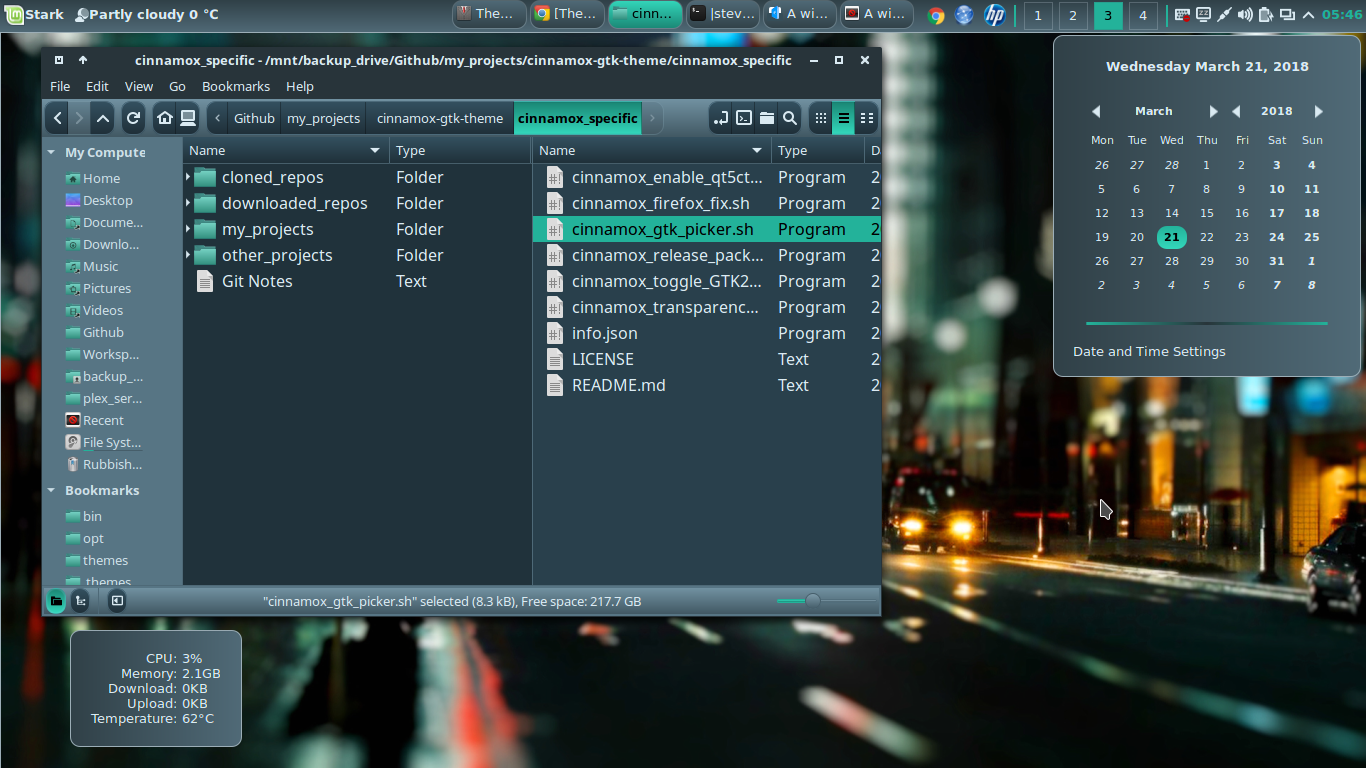 Stark Partly cloudy 0 °C The... [The... cinn... |stev... A wi... A wi... hp 1 2 3 4 05:46
cinnamox_specific - /mnt/backup_drive/Github/my_projects/cinnamox-gtk-theme/cinnamox_specific
File Edit View Go Bookmarks Help
Github my_projects cinnamox-gtk-theme cinnamox_specific
My Compute
Home
Desktop
Docume...
Downlo...
Music
Pictures
Videos
Github
Worksp...
backup_...
plex_ser...
Recent
File Syst...
Rubbish...
Bookmarks
bin
opt
themes
.themes
Name Type
cloned_repos Folder
downloaded_repos Folder
my_projects Folder
other_projects Folder
Git Notes Text
Name Type D
cinnamox_enable_qt5ct... Program 2
cinnamox_firefox_fix.sh Program 2
cinnamox_gtk_picker.sh Program 2
cinnamox_release_pack... Program 2
cinnamox_toggle_GTK2... Program 2
cinnamox_transparenc... Program 2
info.json Program 2
LICENSE Text 2
README.md Text 2
"cinnamox_gtk_picker.sh" selected (8.3 kB), Free space: 217.7 GB
Wednesday March 21, 2018
March 2018
Mon Tue Wed Thu Fri Sat Sun
26 27 28 1 2 3 4
5 6 7 8 9 10 11
12 13 14 15 16 17 18
19 20 21 22 23 24 25
26 27 28 29 30 31 1
2 3 4 5 6 7 8
Date and Time Settings
CPU: 3%
Memory: 2.1GB
Download: 0KB
Upload: 0KB
Temperature: 62°C